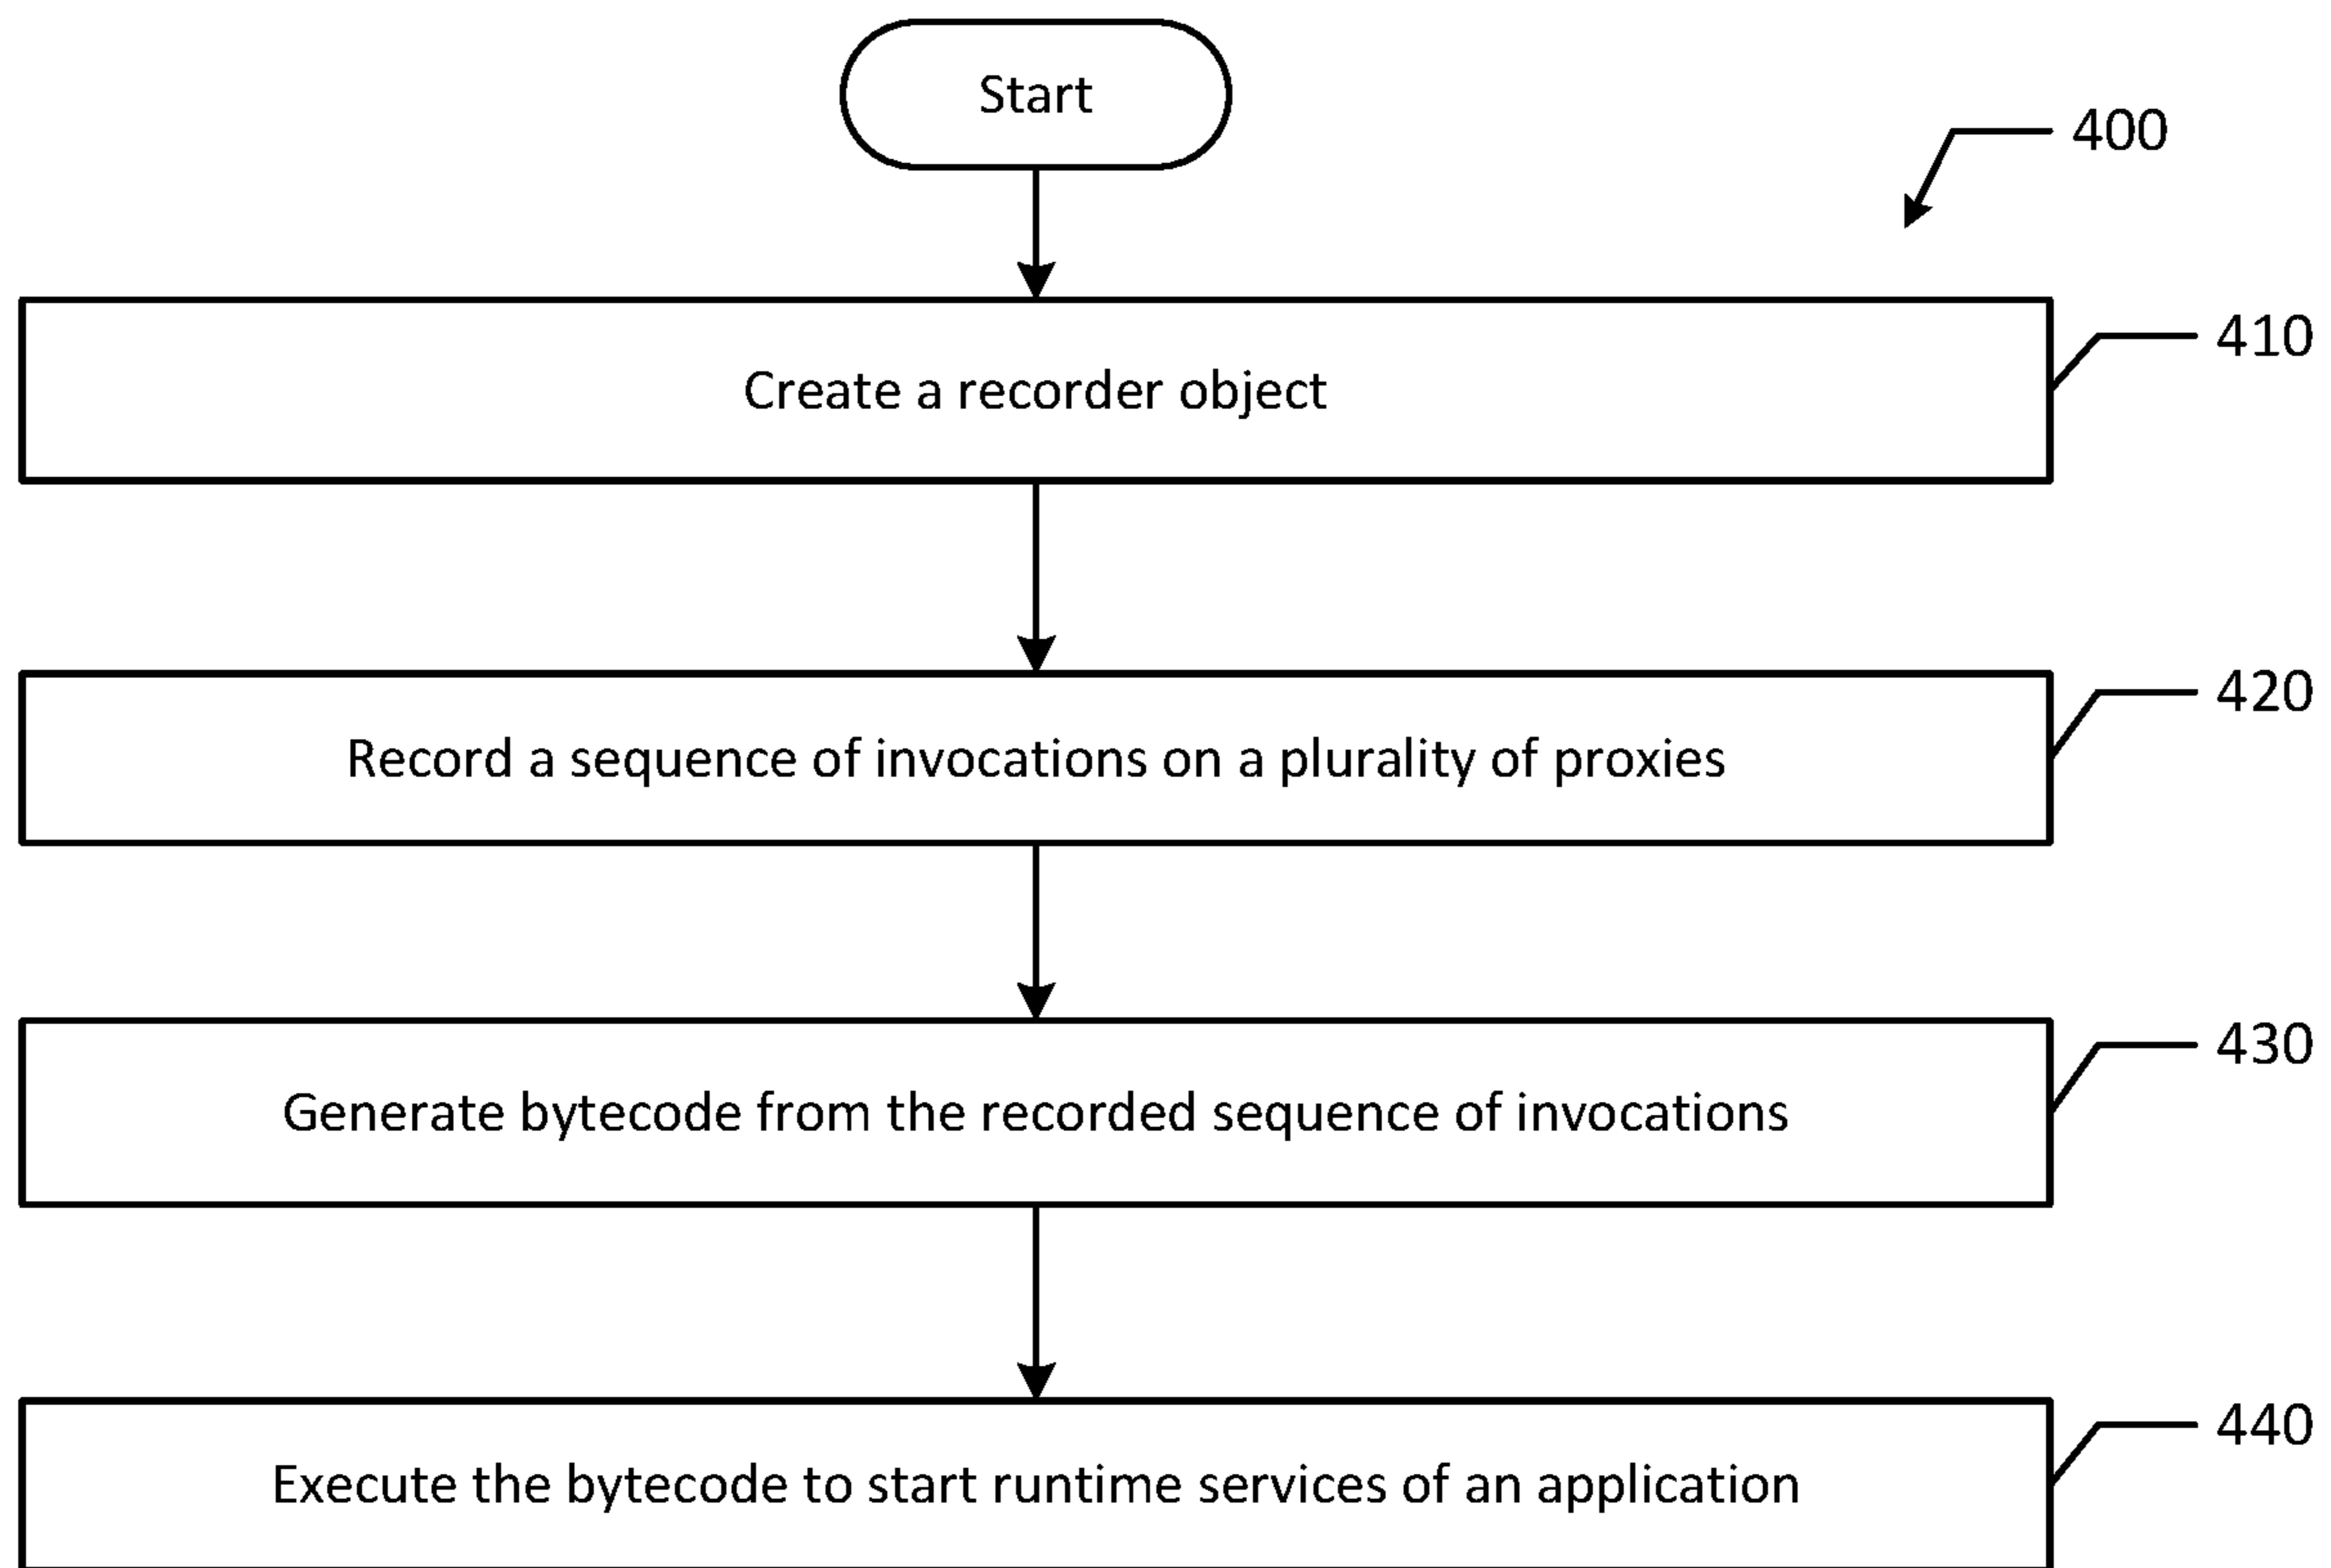 Start
400
Create a recorder object
410
Record a sequence of invocations on a plurality of proxies
420
Generate bytecode from the recorded sequence of invocations
430
Execute the bytecode to start runtime services of an application
440